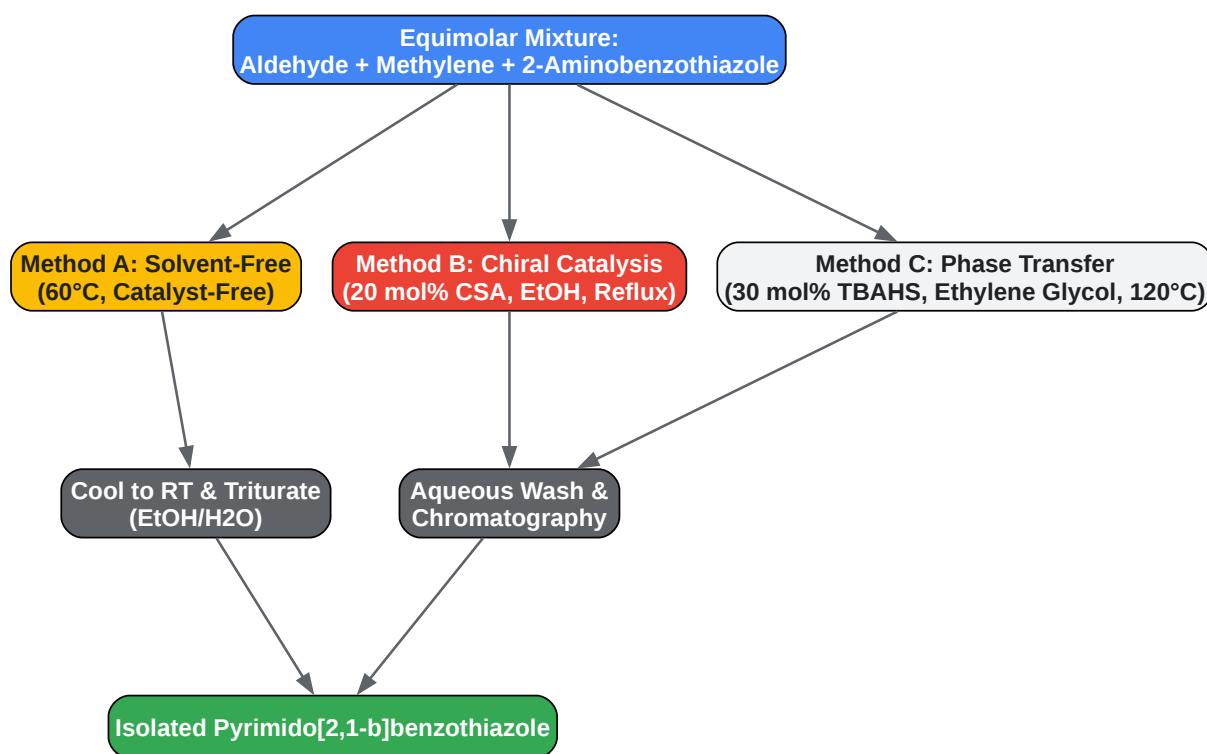 Equimolar Mixture:
Aldehyde + Methylene + 2-Aminobenzothiazole
Method A: Solvent-Free
(60°C, Catalyst-Free)
Method B: Chiral Catalysis
(20 mol% CSA, EtOH, Reflux)
Method C: Phase Transfer
(30 mol% TBAHS, Ethylene Glycol, 120°C)
Cool to RT & Triturate
(EtOH/H2O)
Aqueous Wash &
Chromatography
Isolated Pyrimido[2,1-b]benzothiazole